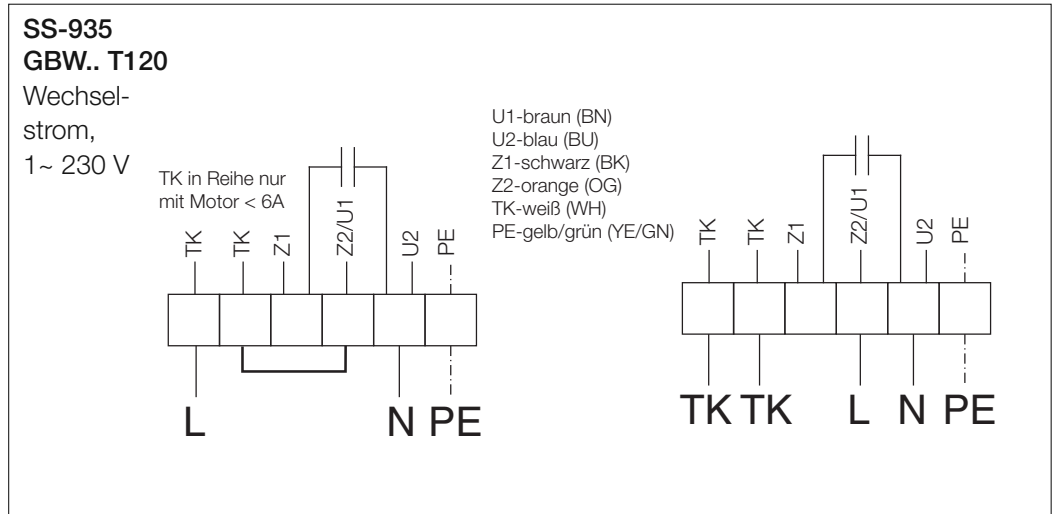 SS-935
GBW.. T120
Wechsel-
strom,
1~ 230 V
TK in Reihe nur
mit Motor < 6A
TK TK Z1 Z2/U1 U2 PE
L N PE
U1-braun (BN)
U2-blau (BU)
Z1-schwarz (BK)
Z2-orange (OG)
TK-weiß (WH)
PE-gelb/grün (YE/GN)
TK TK Z1 Z2/U1 U2 PE
TK TK L N PE